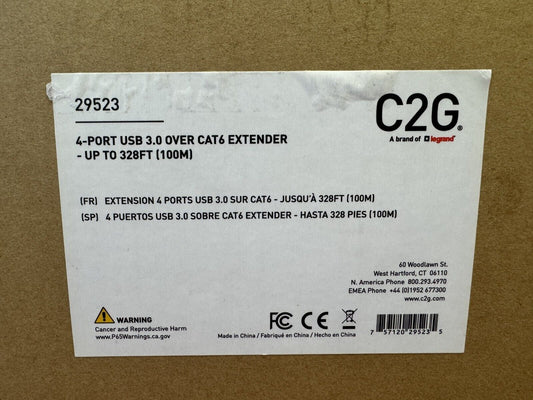 29523
C2G®
A brand of legrand®
4-PORT USB 3.0 OVER CAT6 EXTENDER
- UP TO 328FT (100M)
(FR) EXTENSION 4 PORTS USB 3.0 SUR CAT6 - JUSQU'À 328FT (100M)
(SP) 4 PUERTOS USB 3.0 SOBRE CAT6 EXTENDER - HASTA 328 PIES (100M)
60 Woodlawn St.
West Hartford, CT 06110
N. America Phone 800.293.4970
EMEA Phone +44 (0)1952 677300
www.c2g.com
WARNING
Cancer and Reproductive Harm
www.P65Warnings.ca.gov
FC CE
Made in China / Fabriqué en China / Hecho en China
7 57120 29523 5